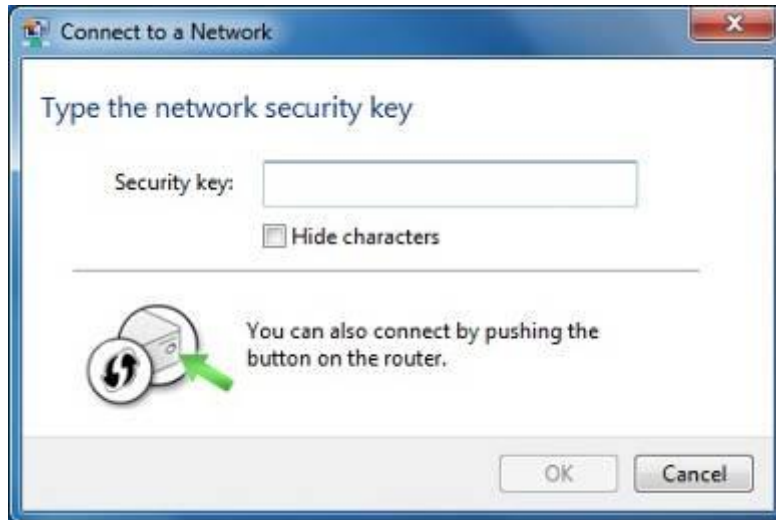 Connect to a Network
Type the network security key
Security key:
Hide characters
You can also connect by pushing the
button on the router.
OK
Cancel